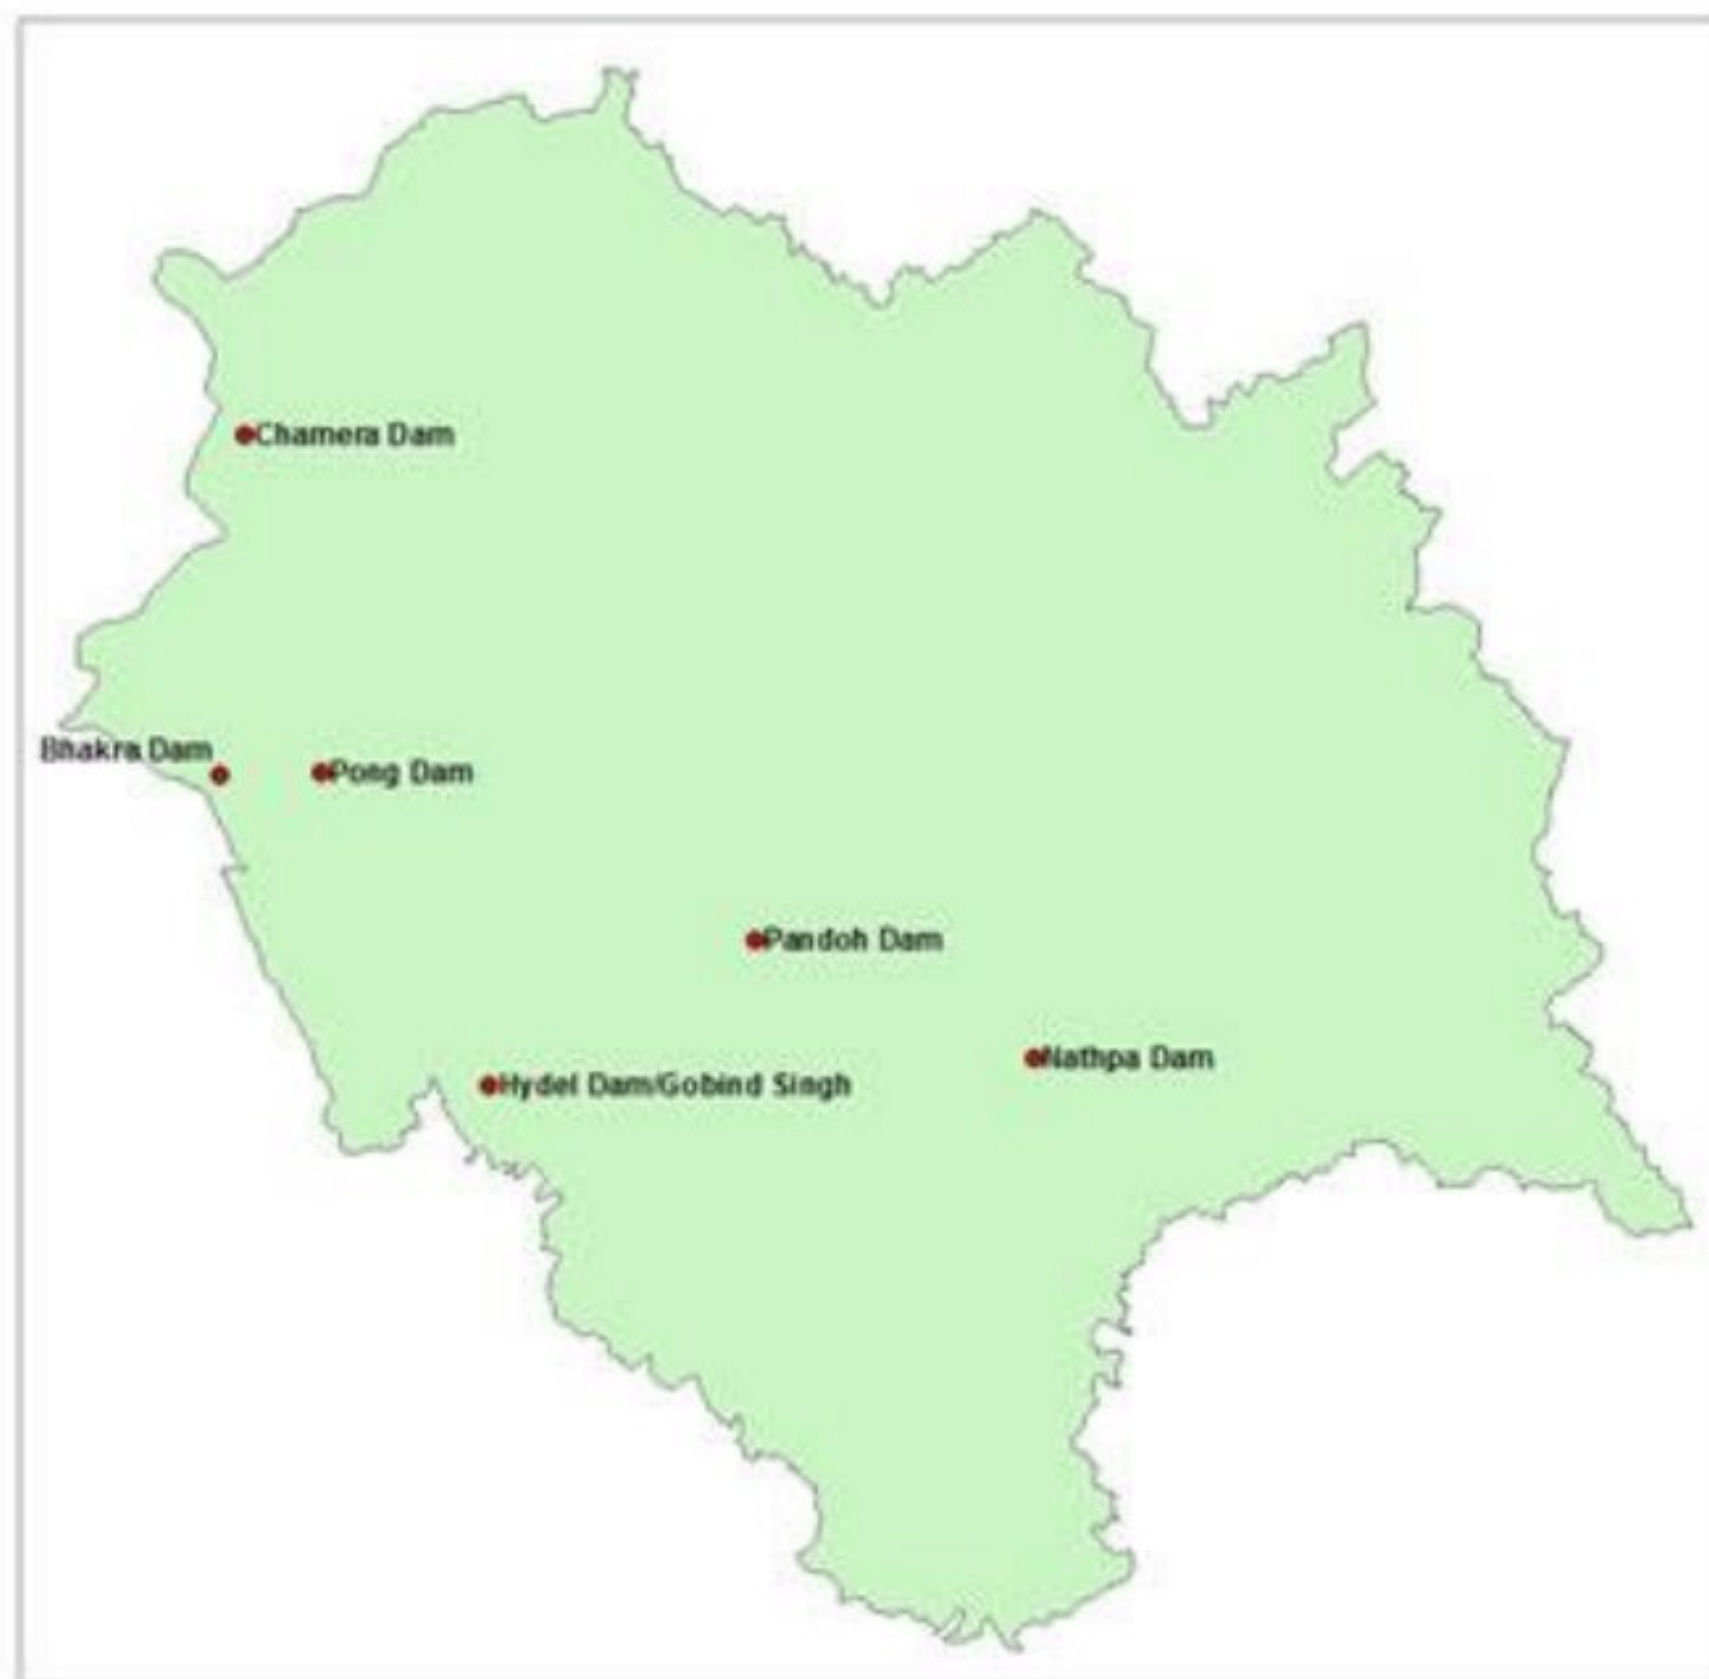 Chamera Dam
Bhakra Dam
Pong Dam
Pandoh Dam
Nathpa Dam
Hydel Dam/Gobind Singh